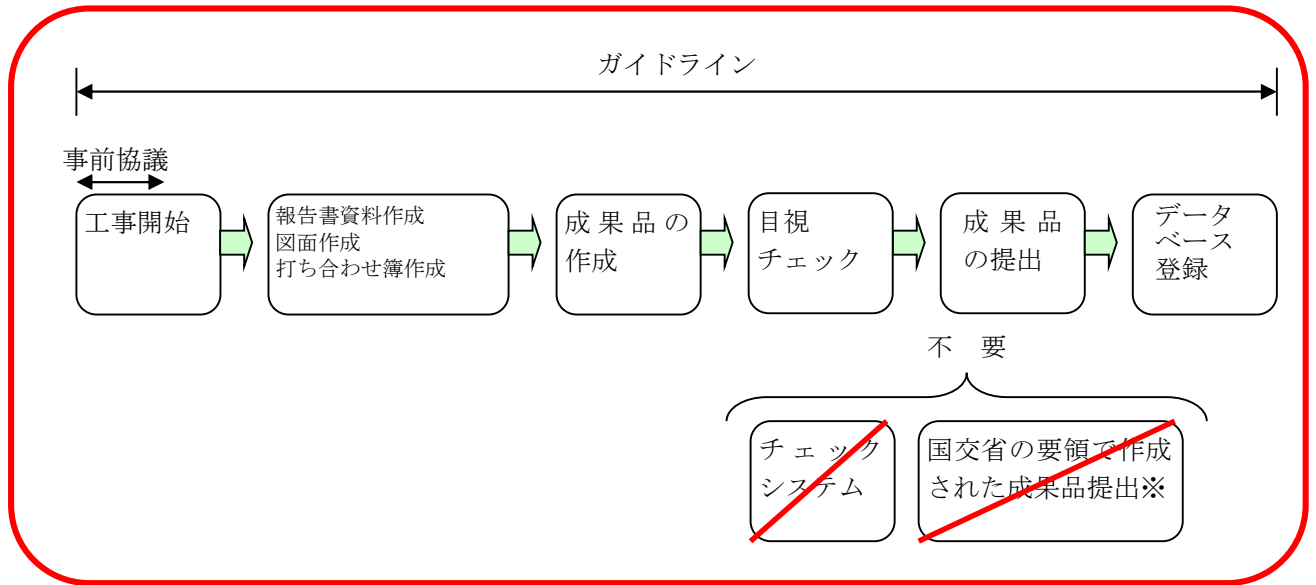 ガイドライン
事前協議
工事開始
報告書資料作成
図面作成
打ち合わせ簿作成
成果品の
作成
目視
チェック
成果品
の提出
データ
ベース
登録
不 要
チェック
システム
国交省の要領で作成
された成果品提出※